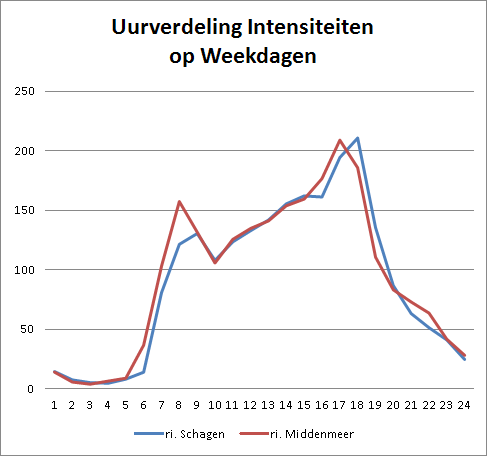 Uurverdeling Intensiteiten
op Weekdagen
250
200
150
100
50
0
1 2 3 4 5 6 7 8 9 10 11 12 13 14 15 16 17 18 19 20 21 22 23 24
ri. Schagen ri. Middenmeer